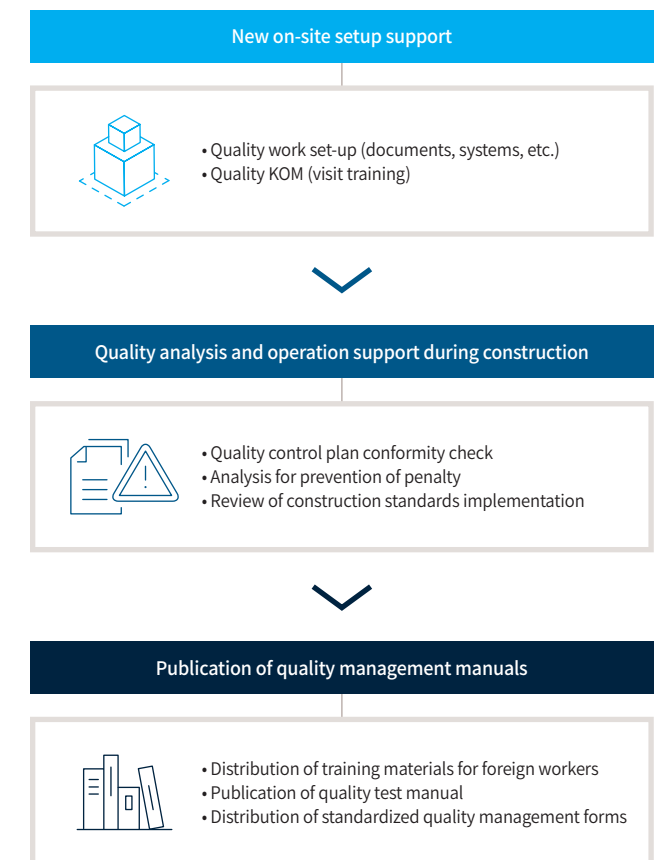 New on-site setup support
• Quality work set-up (documents, systems, etc.)
• Quality KOM (visit training)
Quality analysis and operation support during construction
• Quality control plan conformity check
• Analysis for prevention of penalty
• Review of construction standards implementation
Publication of quality management manuals
• Distribution of training materials for foreign workers
• Publication of quality test manual
• Distribution of standardized quality management forms